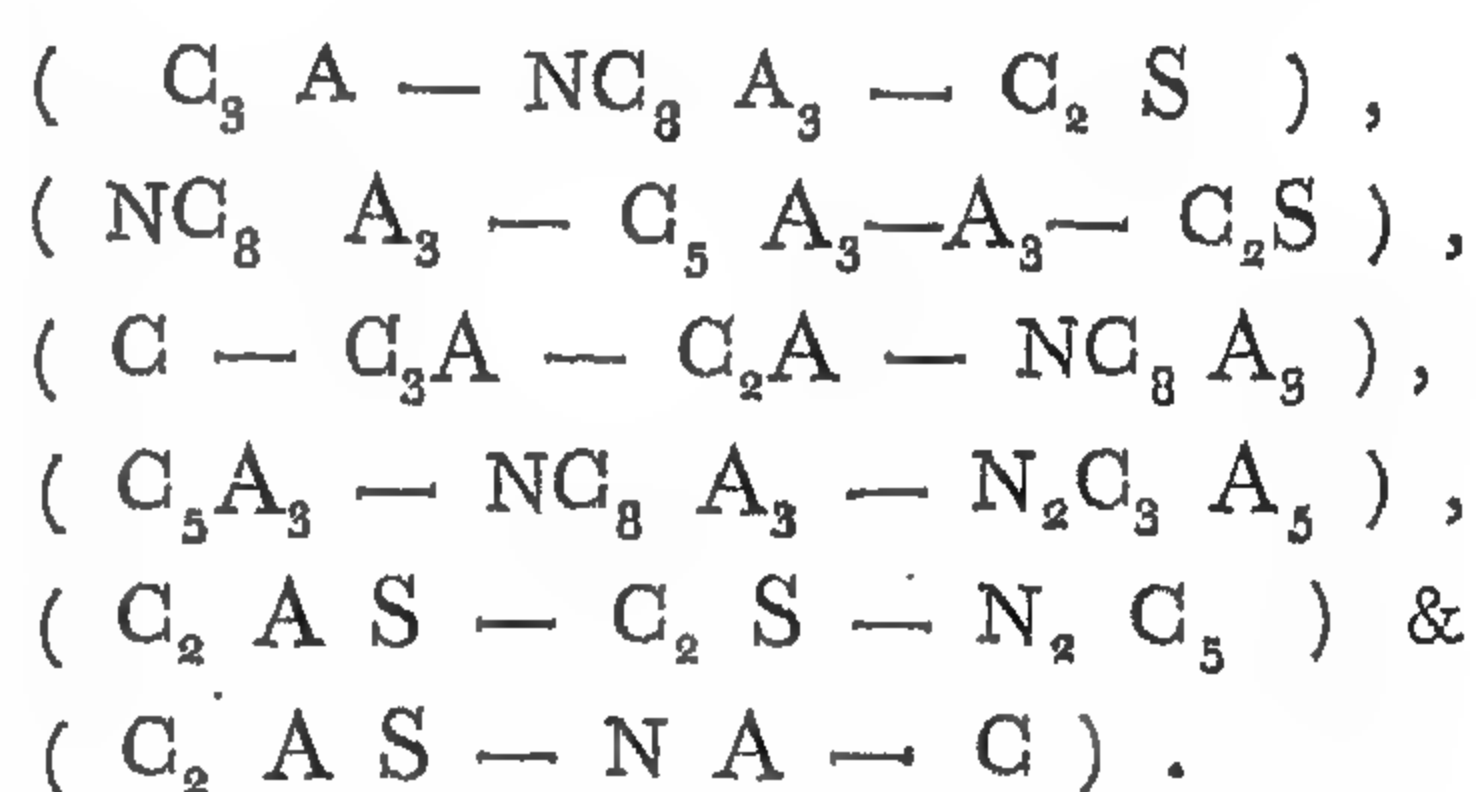 ( C₃ A — NC₈ A₃ — C₂ S ) ,
( NC₈ A₃ — C₅ A₃—A₃— C₂S ) ,
( C — C₃A — C₂A — NC₈ A₃ ) ,
( C₅A₃ — NC₈ A₃ — N₂C₃ A₅ ) ,
( C₂ A S — C₂ S — N₂ C₅ ) &
( C₂ A S — N A — C ) .